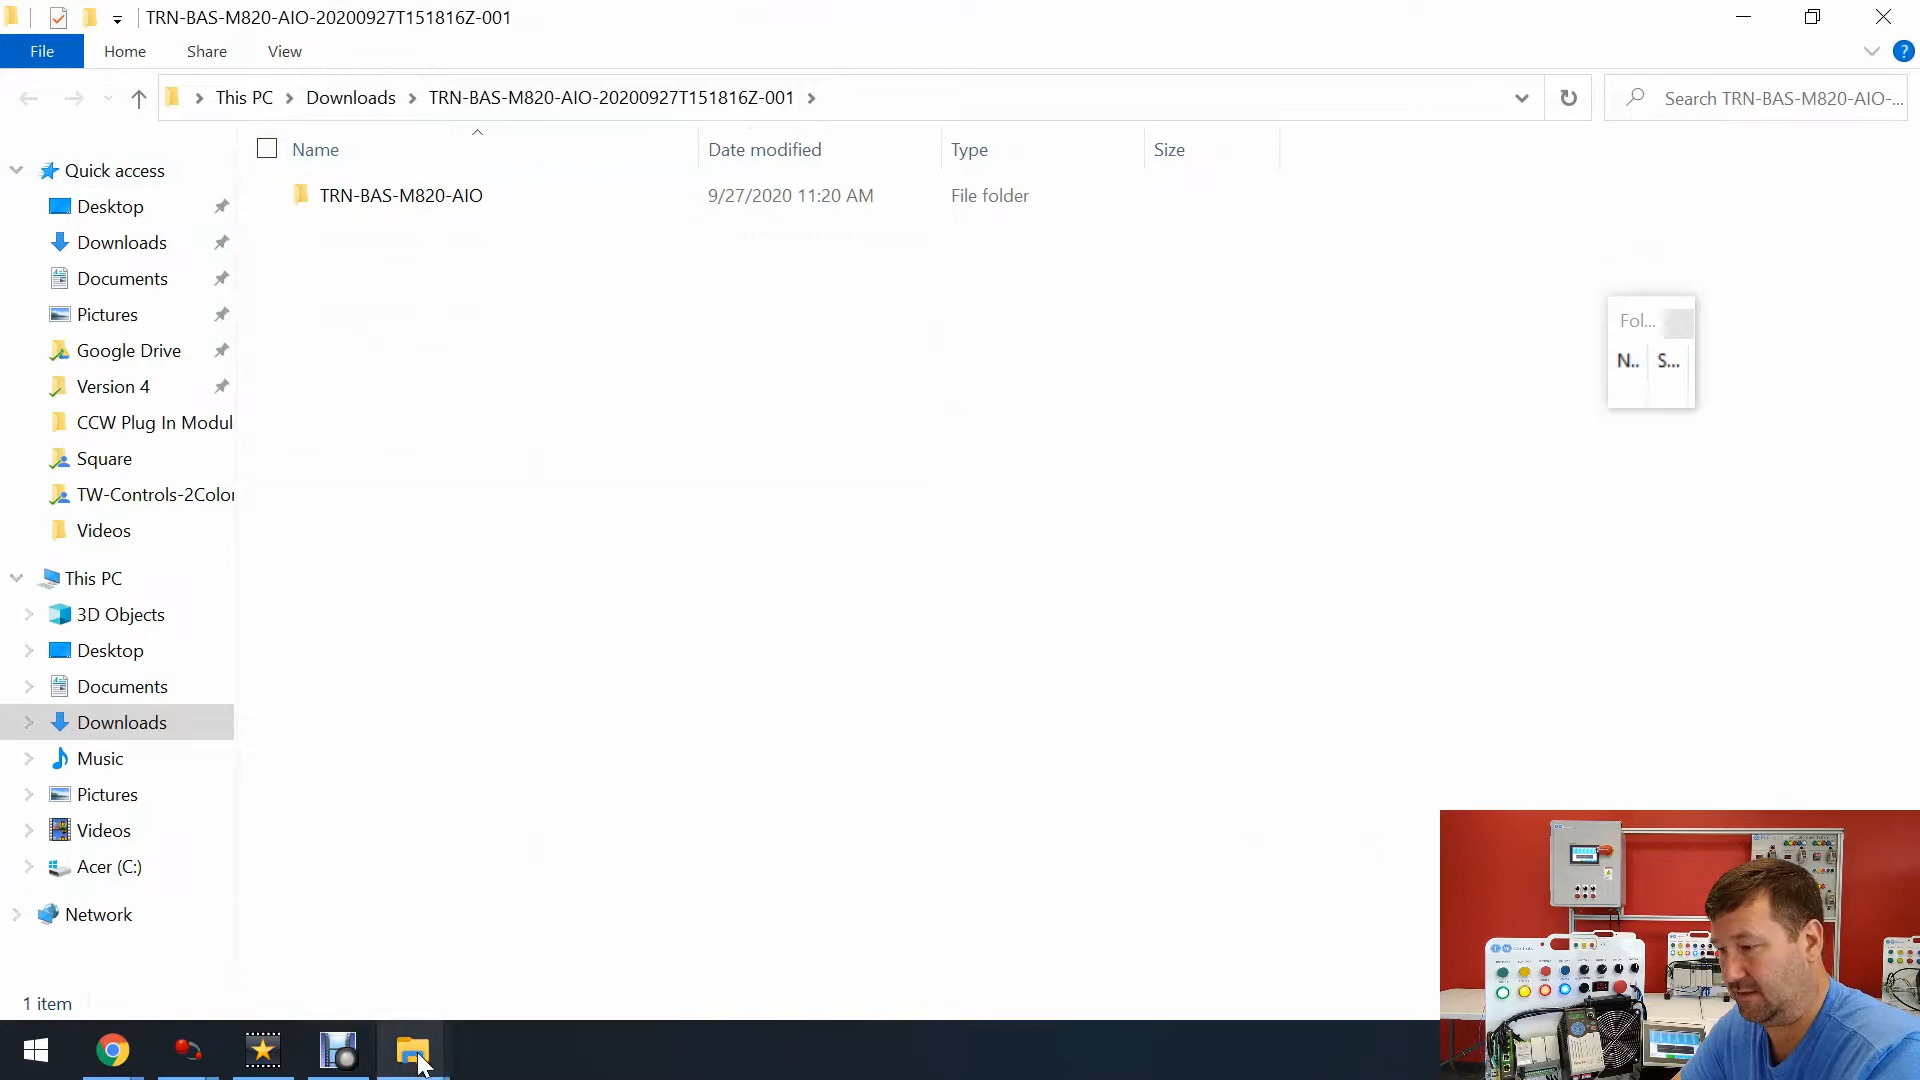 TRN-BAS-M820-AIO-20200927T151816Z-001
File Home Share View
This PC Downloads TRN-BAS-M820-AIO-20200927T151816Z-001
Search TRN-BAS-M820-AIO-...
Name Date modified Type Size
TRN-BAS-M820-AIO 9/27/2020 11:20 AM File folder
Quick access
Desktop
Downloads
Documents
Pictures
Google Drive
Version 4
CCW Plug In Modul
Square
TW-Controls-2Color
Videos
This PC
3D Objects
Desktop
Documents
Downloads
Music
Pictures
Videos
Acer (C:)
Network
Fol...
N.. S...
1 item